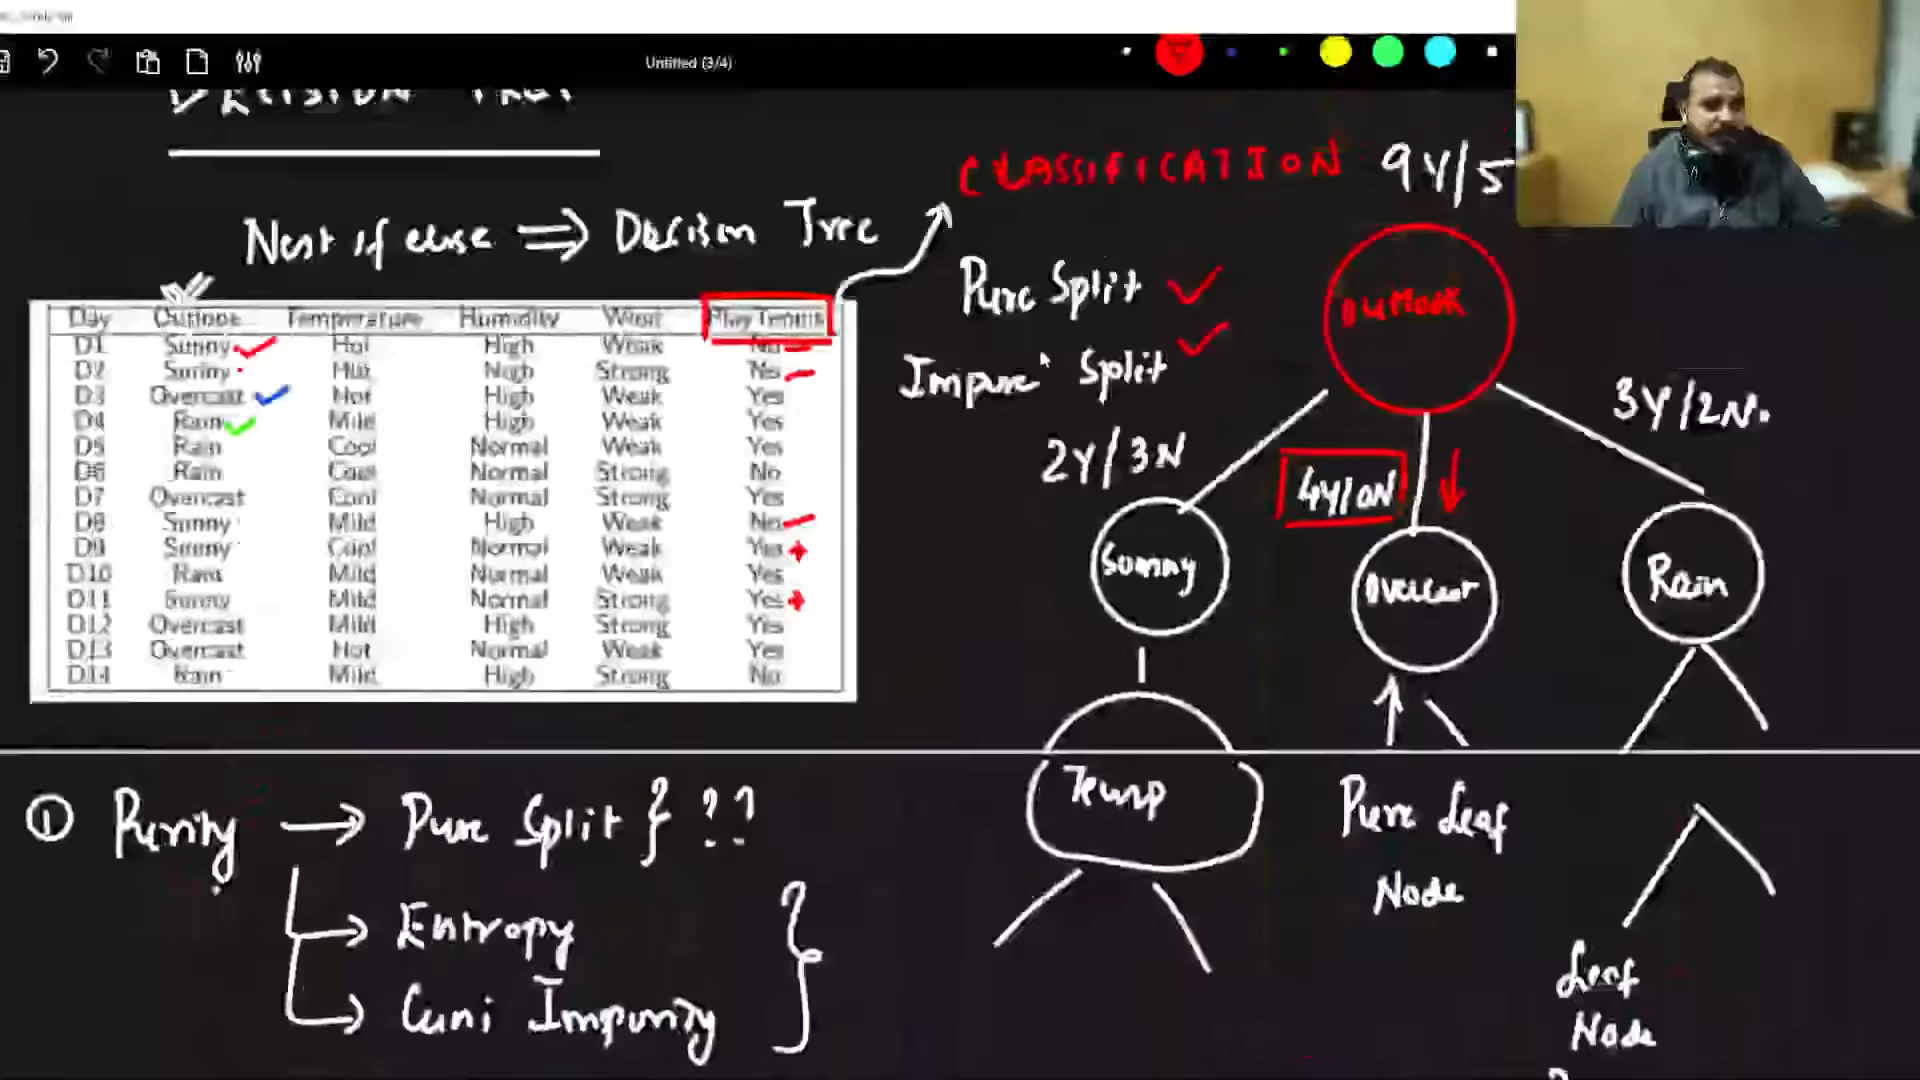 Untitled (3/4)
CLASSIFICATION 9Y/5
Nest if else ⇒ Decision Tree
Pure Split ✓
Impure Split ✓
Outlook
Day Outlook Temperature Humidity Wind Play Tennis
D1 Sunny Hot High Weak No
D2 Sunny Hot High Strong No
D3 Overcast Hot High Weak Yes
D4 Rain Mild High Weak Yes
D5 Rain Cool Normal Weak Yes
D6 Rain Cool Normal Strong No
D7 Overcast Cool Normal Strong Yes
D8 Sunny Mild High Weak No
D9 Sunny Cool Normal Weak Yes
D10 Rain Mild Normal Weak Yes
D11 Sunny Mild Normal Strong Yes
D12 Overcast Mild High Strong Yes
D13 Overcast Hot Normal Weak Yes
D14 Rain Mild High Strong No
2Y/3N
4Y/0N
3Y/2N
Sunny
Overcast
Rain
Temp
Pure Leaf
Node
Leaf
Node
① Purity → Pure Split } ??
→ Entropy
→ Gini Impurity